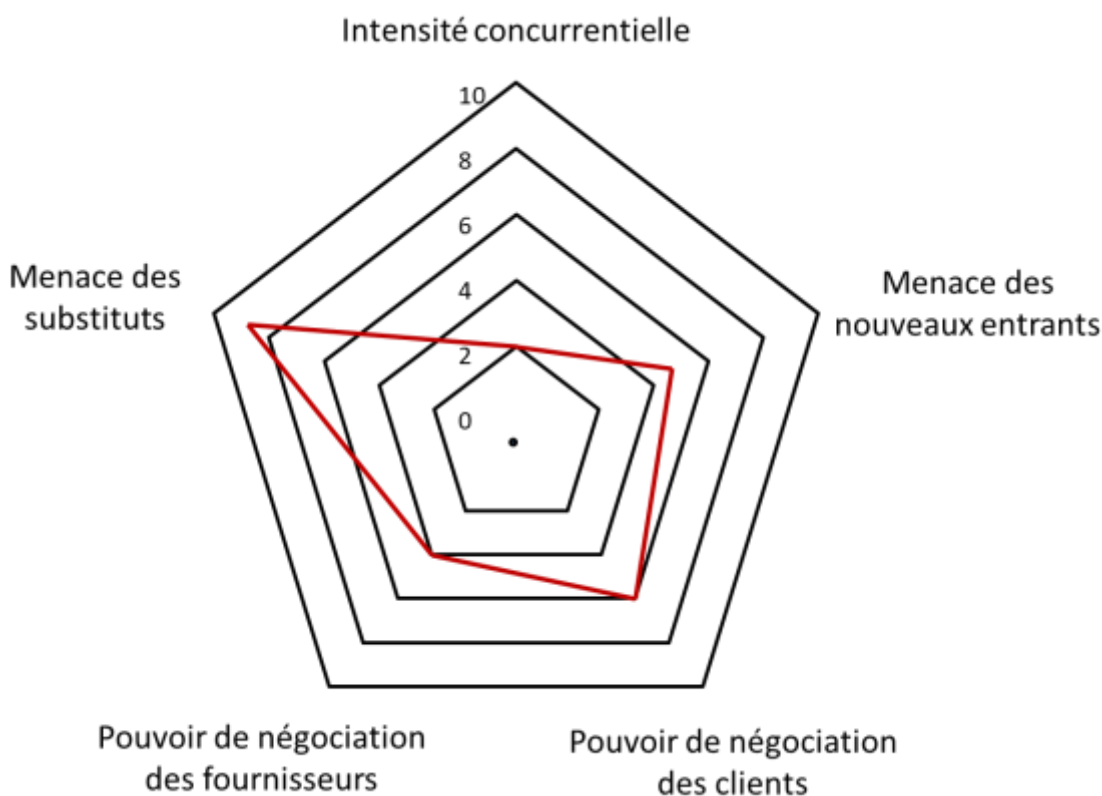 Intensité concurrentielle
10
8
6
4
2
0
Menace des
substituts
Menace des
nouveaux entrants
Pouvoir de négociation
des fournisseurs
Pouvoir de négociation
des clients